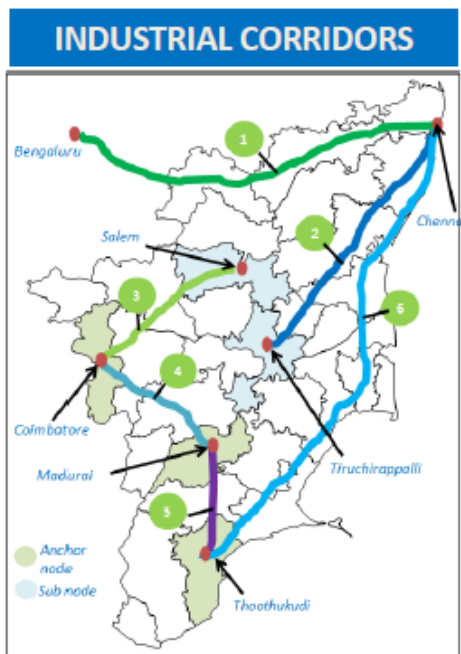 INDUSTRIAL CORRIDORS
Bengaluru
1
Chenna
Salem
2
3
6
4
Coimbatore
Madurai
Tiruchirappalli
5
Anchor
node
Sub node
Thoothukudi